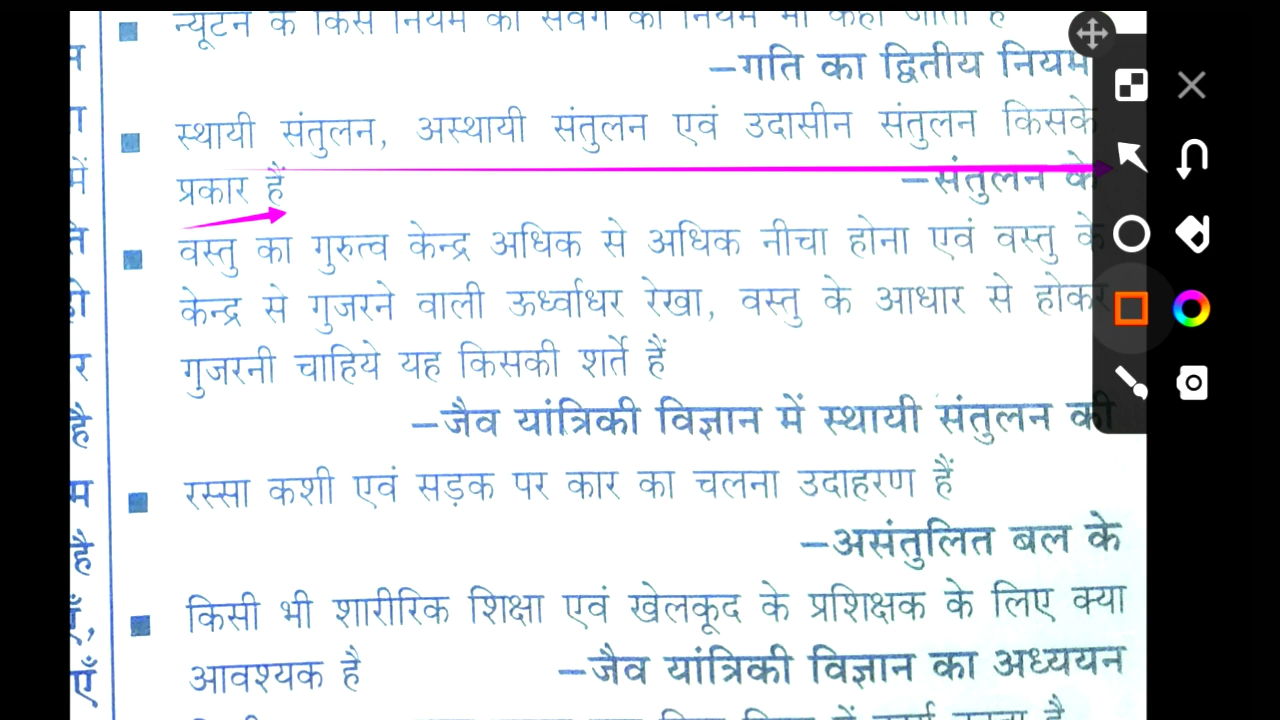 न्यूटन के किस नियम को संवेग का नियम भी कहा जाता है
–गति का द्वितीय नियम
स्थायी संतुलन, अस्थायी संतुलन एवं उदासीन संतुलन किसके
प्रकार हैं –संतुलन के
वस्तु का गुरुत्व केन्द्र अधिक से अधिक नीचा होना एवं वस्तु के
केन्द्र से गुजरने वाली ऊर्ध्वाधर रेखा, वस्तु के आधार से होकर
गुजरनी चाहिये यह किसकी शर्ते हैं
–जैव यांत्रिकी विज्ञान में स्थायी संतुलन की
रस्सा कशी एवं सड़क पर कार का चलना उदाहरण हैं
–असंतुलित बल के
किसी भी शारीरिक शिक्षा एवं खेलकूद के प्रशिक्षक के लिए क्या
आवश्यक है –जैव यांत्रिकी विज्ञान का अध्ययन